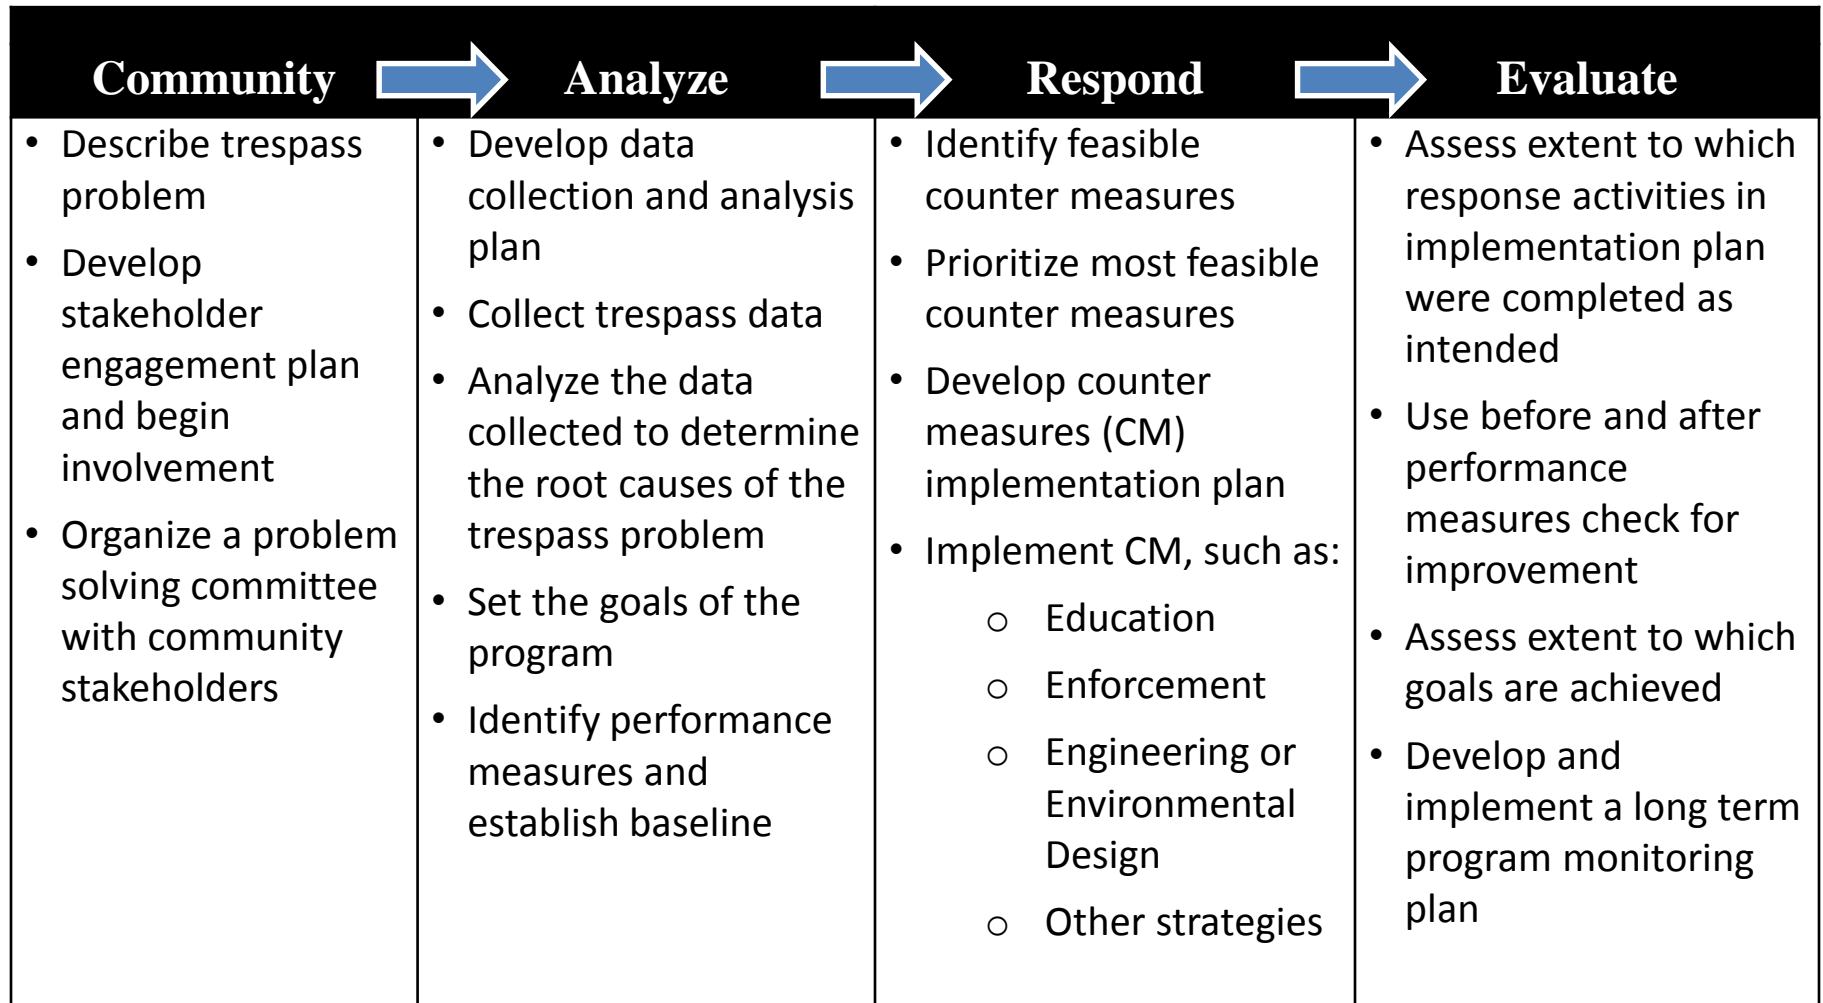 Community
Analyze
Respond
Evaluate
• Describe trespass
problem
• Develop
stakeholder
engagement plan
and begin
involvement
• Organize a problem
solving committee
with community
stakeholders
• Develop data
collection and analysis
plan
• Collect trespass data
• Analyze the data
collected to determine
the root causes of the
trespass problem
• Set the goals of the
program
• Identify performance
measures and
establish baseline
• Identify feasible
counter measures
• Prioritize most feasible
counter measures
• Develop counter
measures (CM)
implementation plan
• Implement CM, such as:
o Education
o Enforcement
o Engineering or
Environmental
Design
o Other strategies
• Assess extent to which
response activities in
implementation plan
were completed as
intended
• Use before and after
performance
measures check for
improvement
• Assess extent to which
goals are achieved
• Develop and
implement a long term
program monitoring
plan